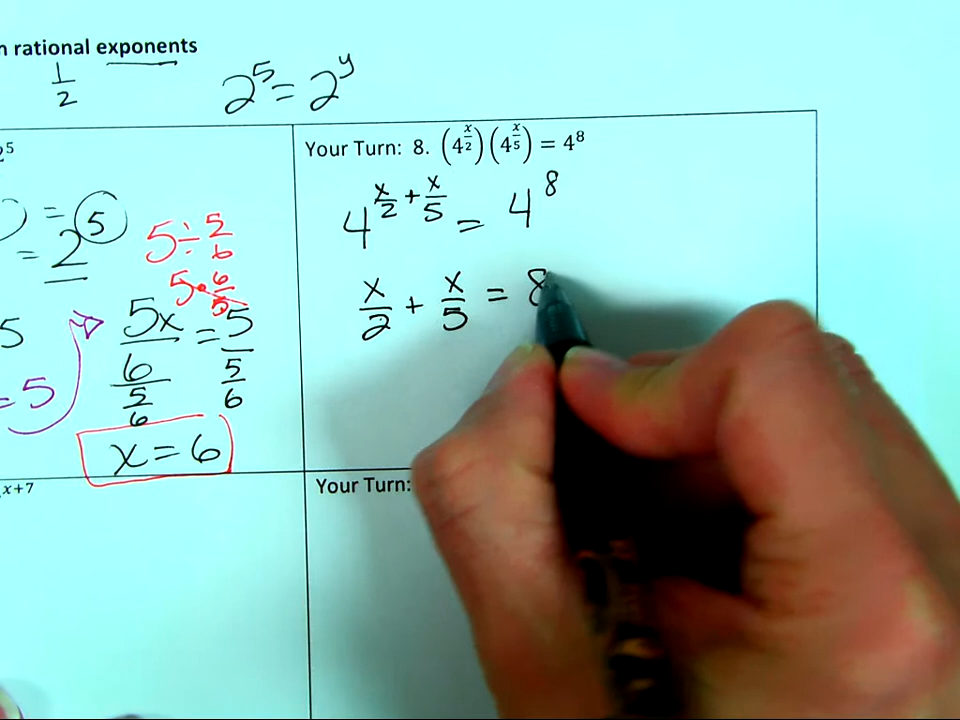 n rational exponents
1/2 2^5 = 2^y
2^5
Your Turn: 8. (4^(x/2))(4^(x/5)) = 4^8
4^(x/2 + x/5) = 4^8
x/2 + x/5 = 8
= 5
= 2
5 ÷ 5/6
5 • 6/5
5
= 5
5x/6 = 5
5/6 5/6
x = 6
x+7
Your Turn: